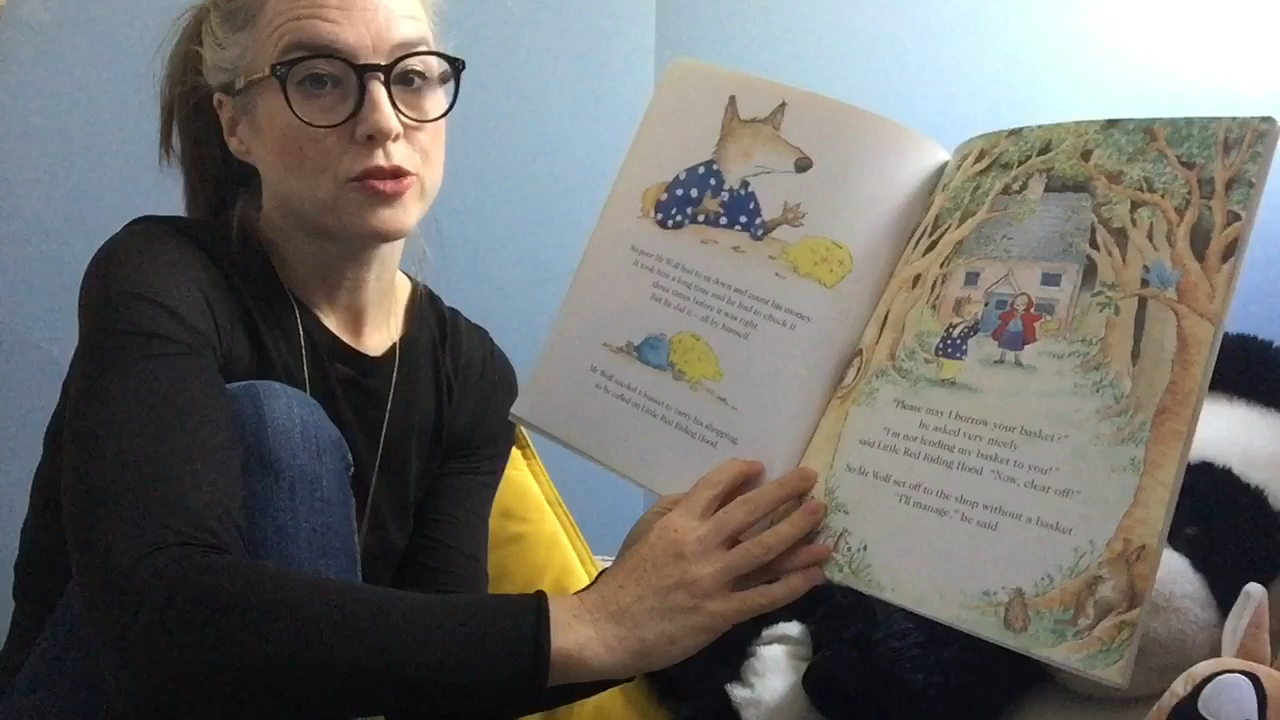 So poor Mr Wolf had to sit down and count his money.
It took him a long time and he had to check it
three times before it was right.
But he did it – all by himself.
Mr Wolf needed a basket to carry his shopping,
so he called on Little Red Riding Hood.
"Please may I borrow your basket?"
he asked very nicely.
"I'm not lending my basket to you!"
said Little Red Riding Hood. "Now, clear off!"
So Mr Wolf set off to the shop without a basket.
"I'll manage," he said.